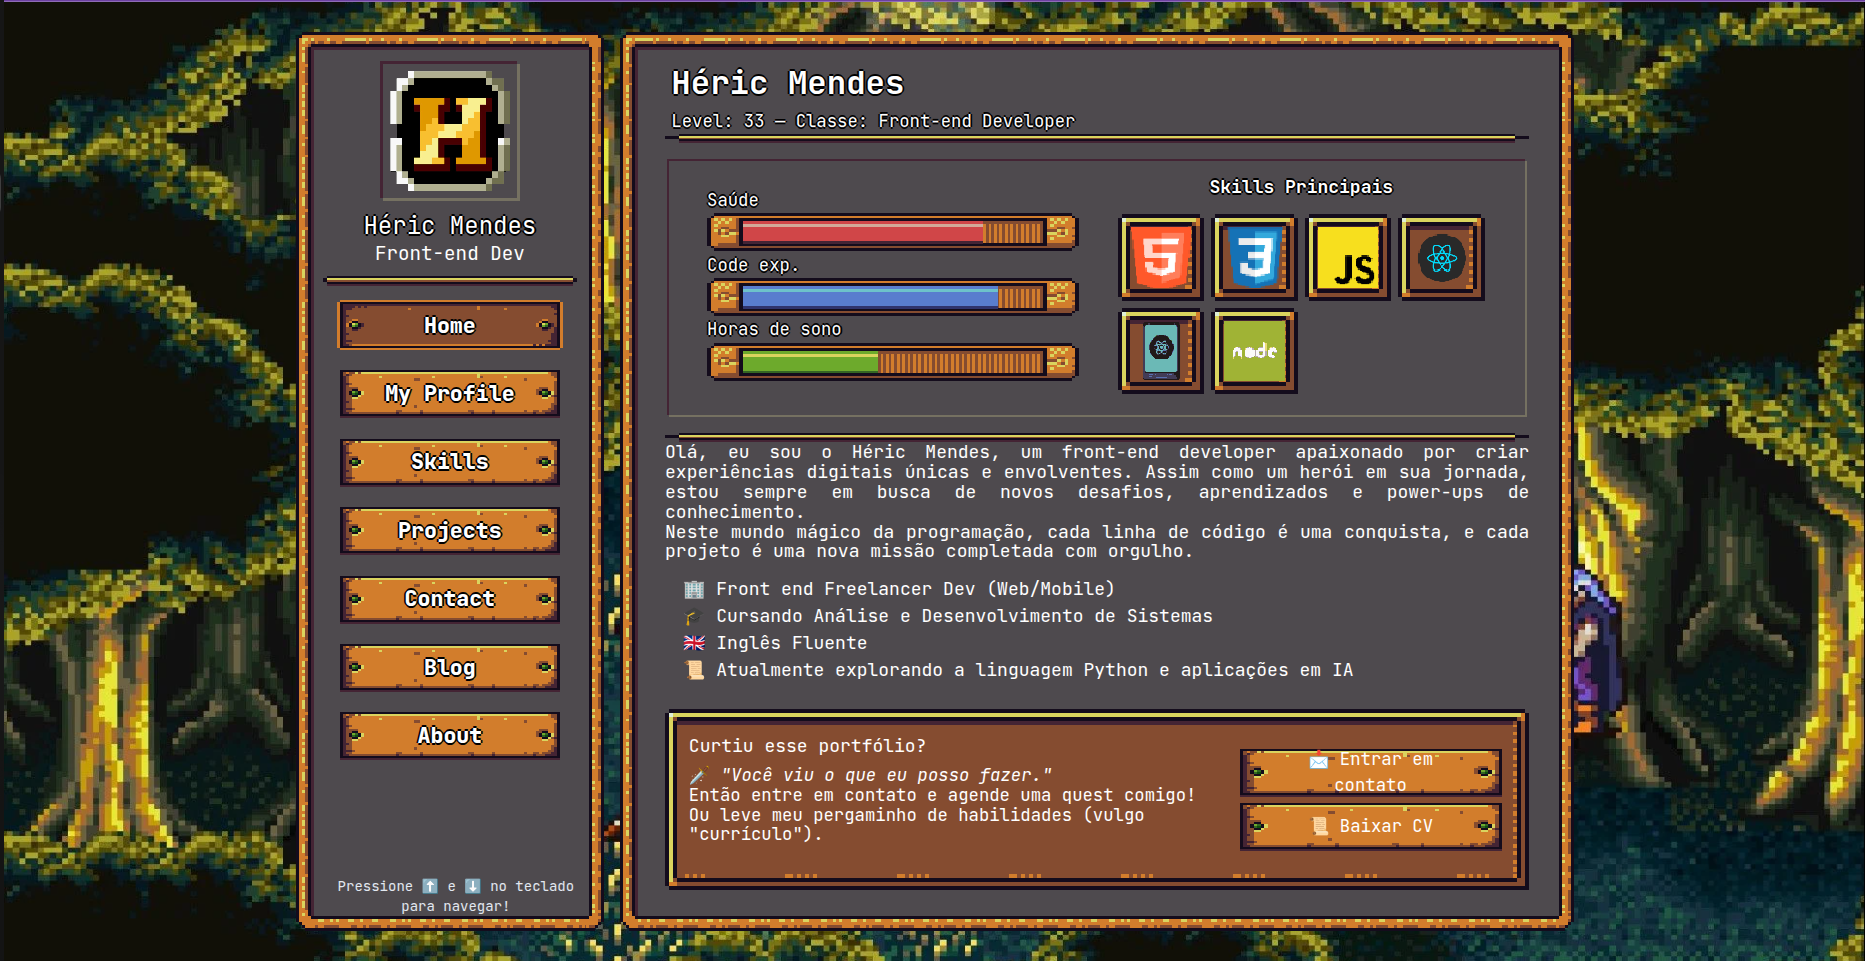 H
Héric Mendes
Front-end Dev
Home
My Profile
Skills
Projects
Contact
Blog
About
Pressione ⬆️ e ⬇️ no teclado
para navegar!
Héric Mendes
Level: 33 — Classe: Front-end Developer
Saúde
Code exp.
Horas de sono
Skills Principais
5
3
JS
node
Olá, eu sou o Héric Mendes, um front-end developer apaixonado por criar
experiências digitais únicas e envolventes. Assim como um herói em sua jornada,
estou sempre em busca de novos desafios, aprendizados e power-ups de
conhecimento.
Neste mundo mágico da programação, cada linha de código é uma conquista, e cada
projeto é uma nova missão completada com orgulho.
🏢 Front end Freelancer Dev (Web/Mobile)
🎓 Cursando Análise e Desenvolvimento de Sistemas
🇬🇧 Inglês Fluente
📜 Atualmente explorando a linguagem Python e aplicações em IA
Curtiu esse portfólio?
🗡️ "Você viu o que eu posso fazer."
Então entre em contato e agende uma quest comigo!
Ou leve meu pergaminho de habilidades (vulgo
"currículo").
📩 Entrar em
contato
📜 Baixar CV